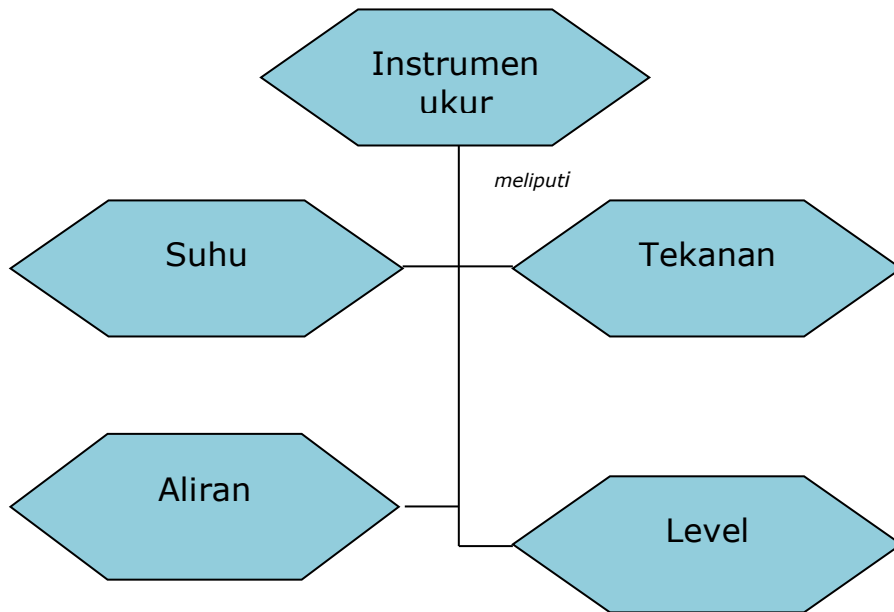 Instrumen
ukur
meliputi
Suhu
Tekanan
Aliran
Level